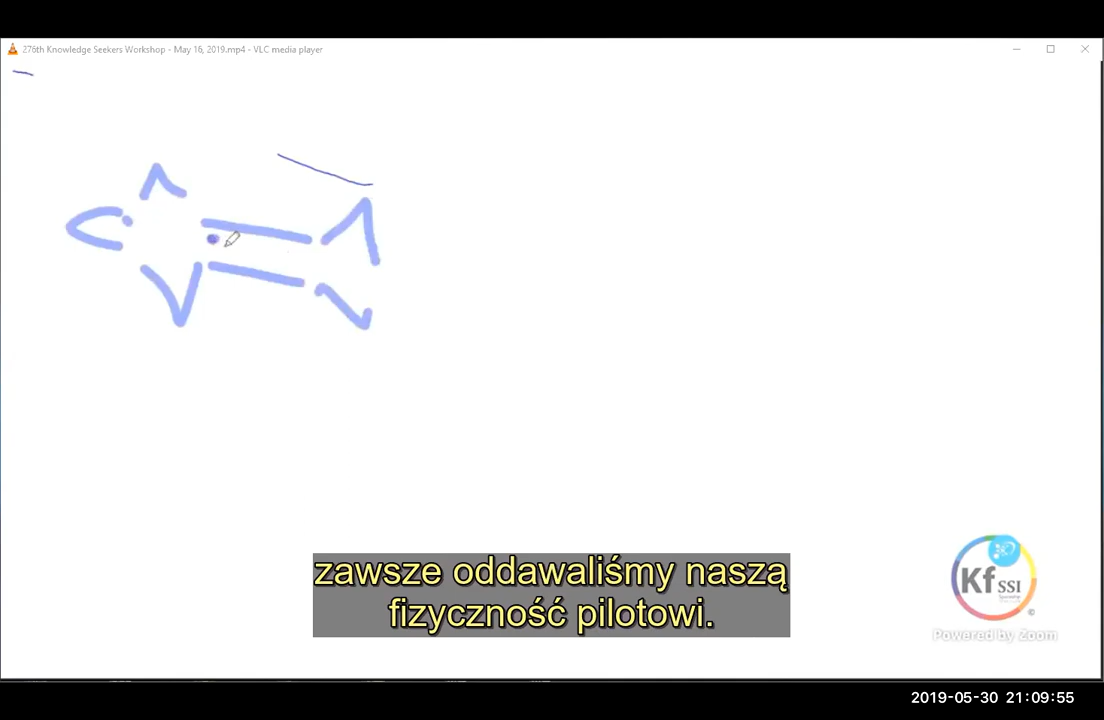 276th Knowledge Seekers Workshop - May 16, 2019.mp4 - VLC media player
zawsze oddawaliśmy naszą
fizyczność pilotowi.
Kf SSI
©
Powered by Zoom
2019-05-30 21:09:55